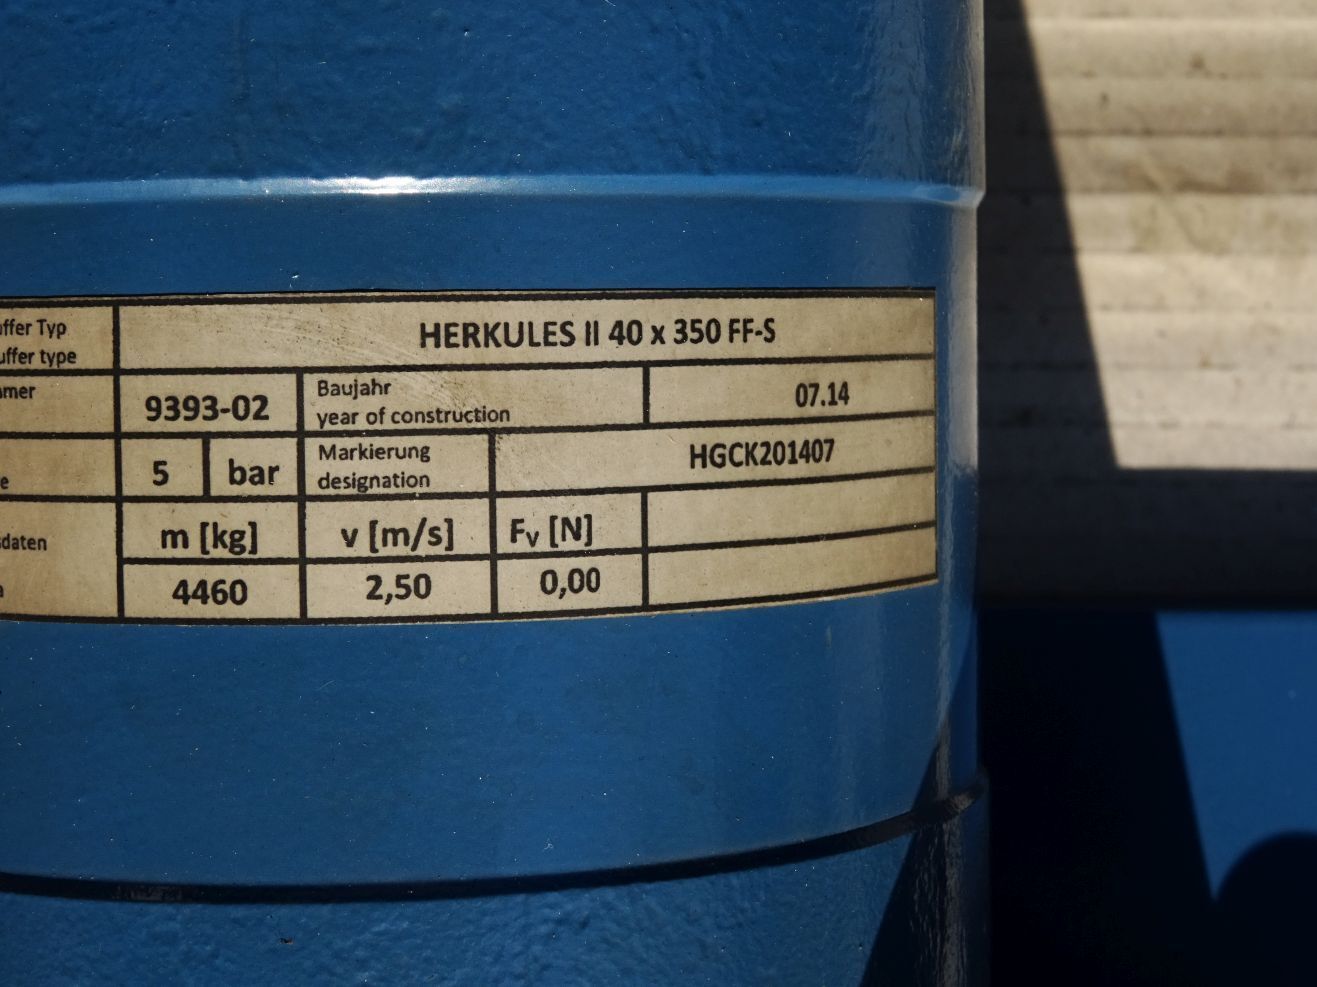 uffer Typ
uffer type
HERKULES II 40 x 350 FF-S
mer
9393-02
Baujahr
year of construction
07.14
e
5
bar
Markierung
designation
HGCK201407
sdaten
a
m [kg]
v [m/s]
Fv [N]
4460
2,50
0,00